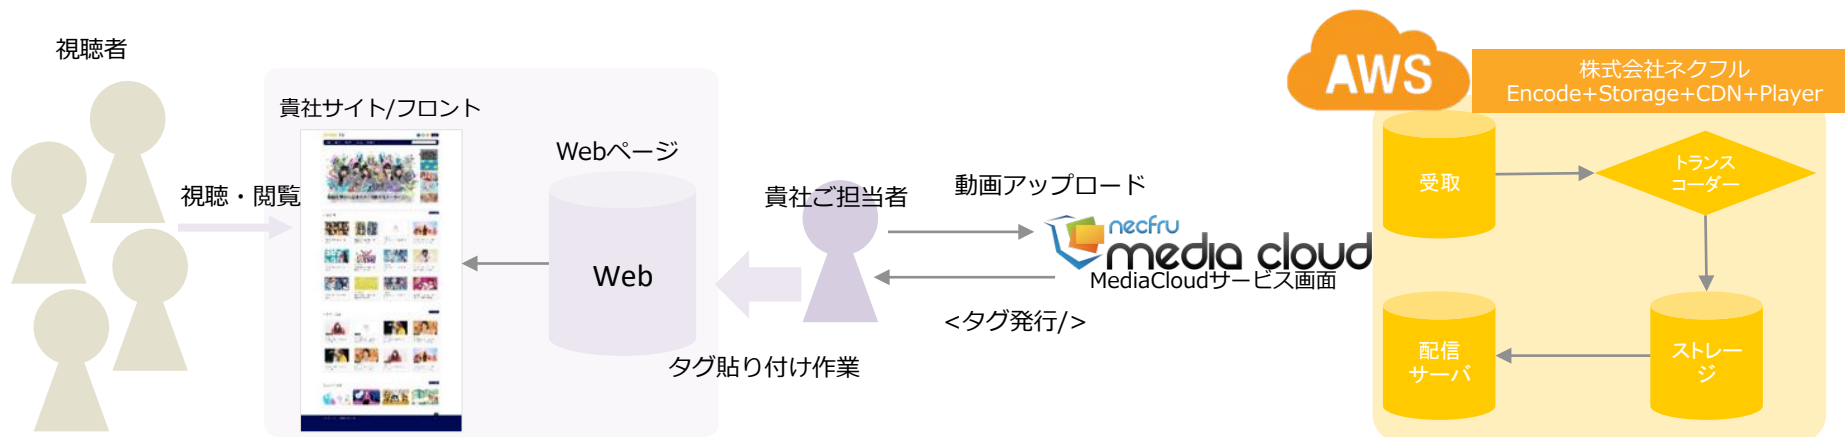 視聴者
視聴・閲覧
貴社サイト/フロント
Webページ
Web
貴社ご担当者
タグ貼り付け作業
動画アップロード
necfru
media cloud
MediaCloudサービス画面
<タグ発行/>
AWS
株式会社ネクフル
Encode+Storage+CDN+Player
受取
トランス
コーダー
配信
サーバ
ストレー
ジ